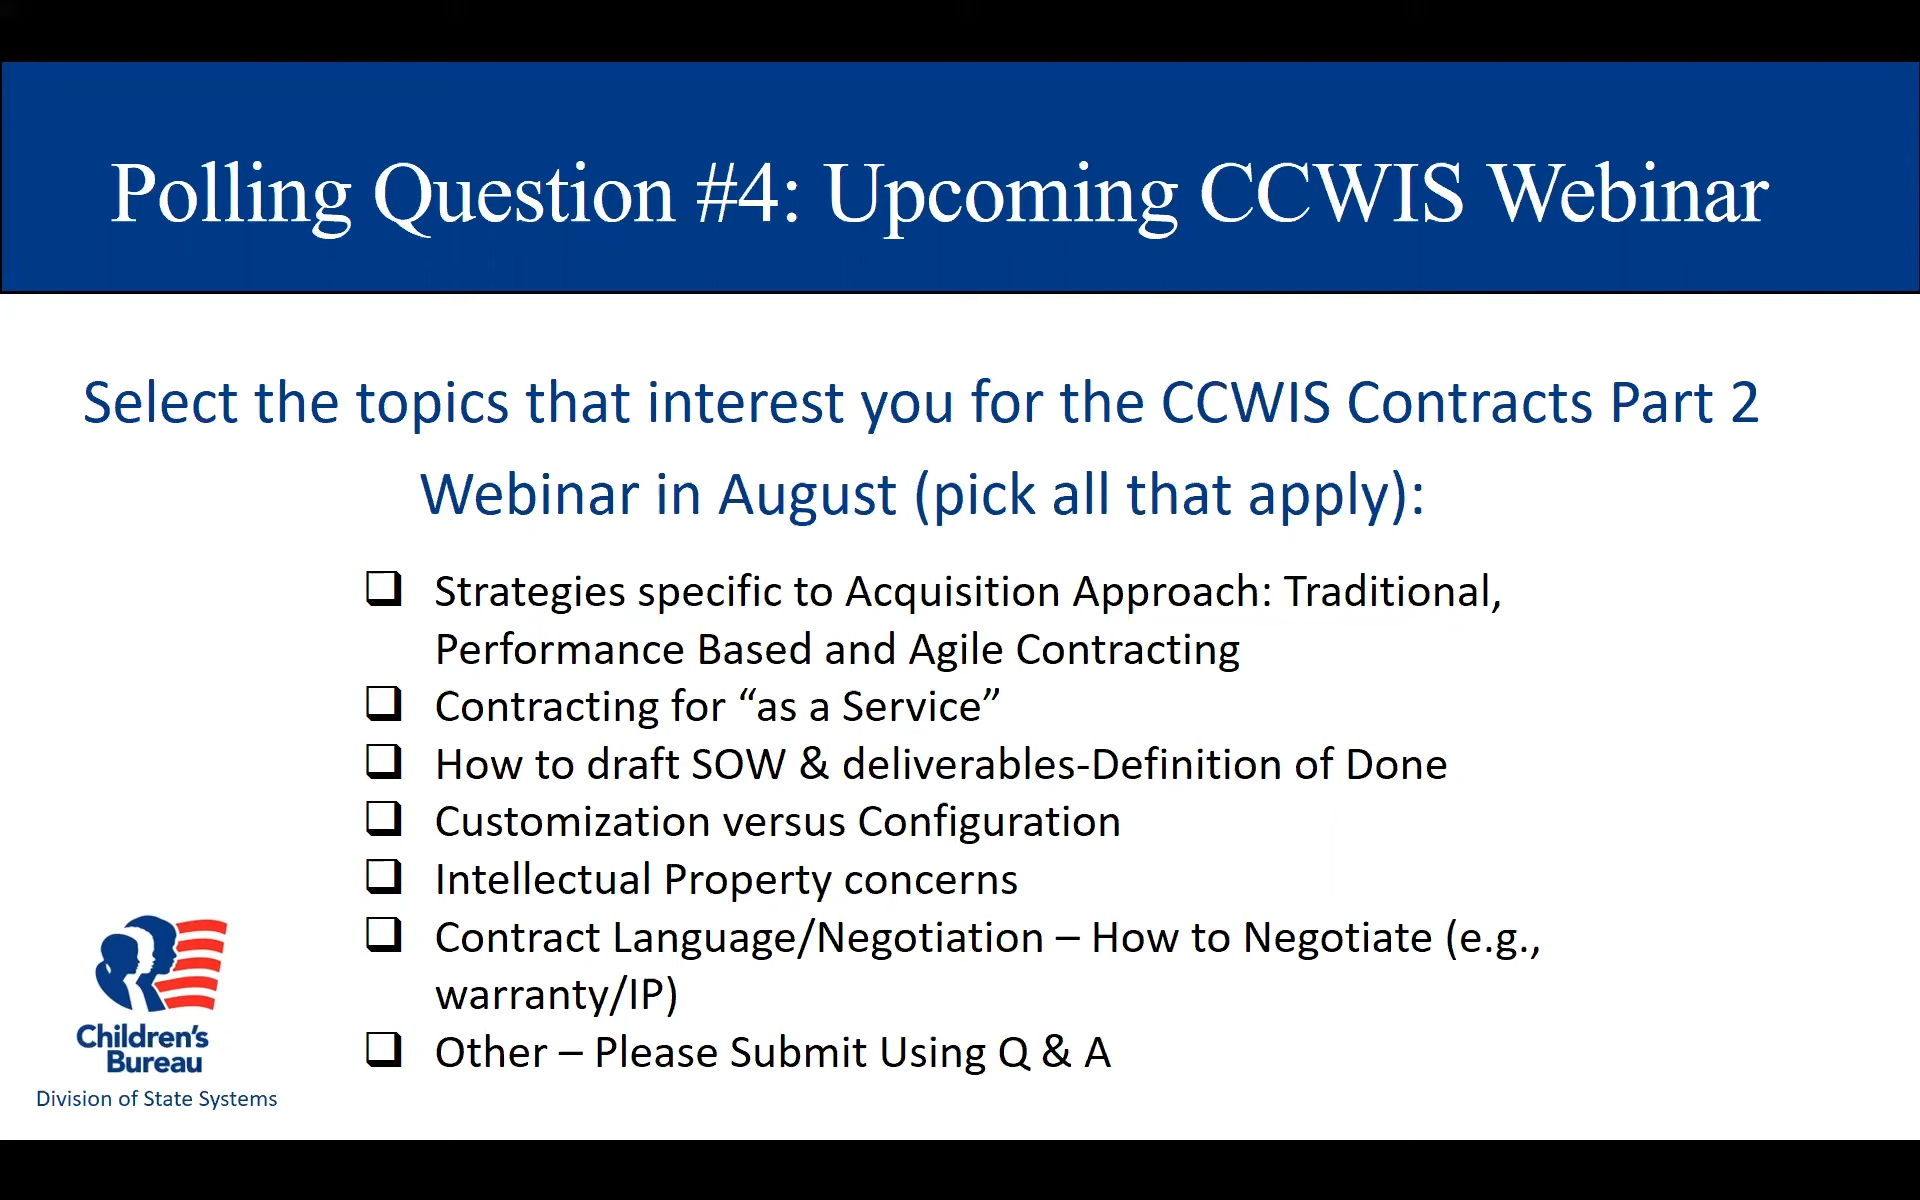 Polling Question #4: Upcoming CCWIS Webinar
Select the topics that interest you for the CCWIS Contracts Part 2
Webinar in August (pick all that apply):
❑ Strategies specific to Acquisition Approach: Traditional,
Performance Based and Agile Contracting
❑ Contracting for “as a Service”
❑ How to draft SOW & deliverables-Definition of Done
❑ Customization versus Configuration
❑ Intellectual Property concerns
❑ Contract Language/Negotiation – How to Negotiate (e.g.,
warranty/IP)
❑ Other – Please Submit Using Q & A
Children's
Bureau
Division of State Systems